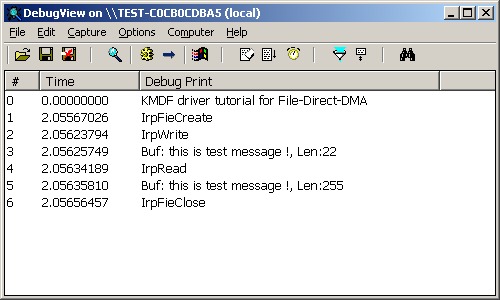 DebugView on \\TEST-C0CB0CDBA5 (local)
File Edit Capture Options Computer Help
# Time Debug Print
0 0.00000000 KMDF driver tutorial for File-Direct-DMA
1 2.05567026 IrpFieCreate
2 2.05623794 IrpWrite
3 2.05625749 Buf: this is test message !, Len:22
4 2.05634189 IrpRead
5 2.05635810 Buf: this is test message !, Len:255
6 2.05656457 IrpFieClose